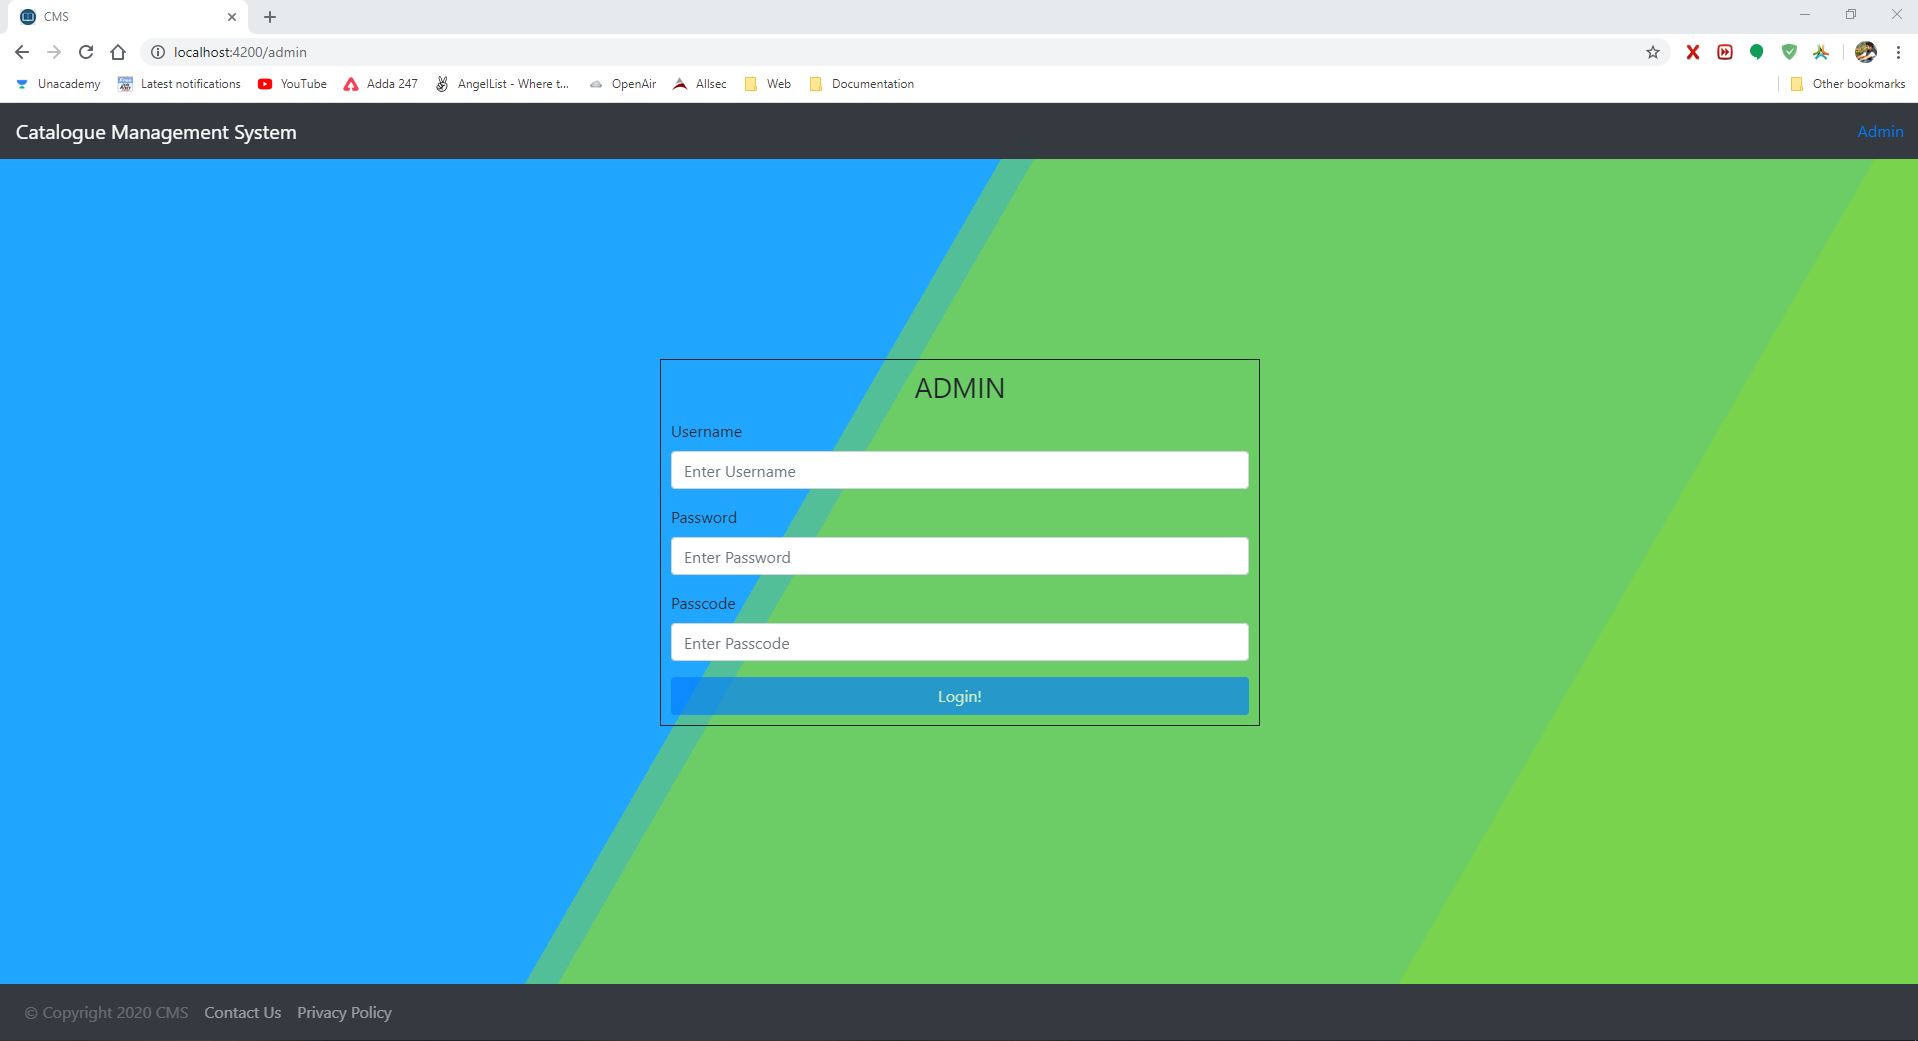 CMS
localhost:4200/admin
Unacademy Latest notifications YouTube Adda 247 AngelList - Where t... OpenAir Allsec Web Documentation Other bookmarks
Catalogue Management System Admin
ADMIN
Username
Enter Username
Password
Enter Password
Passcode
Enter Passcode
Login!
© Copyright 2020 CMS Contact Us Privacy Policy